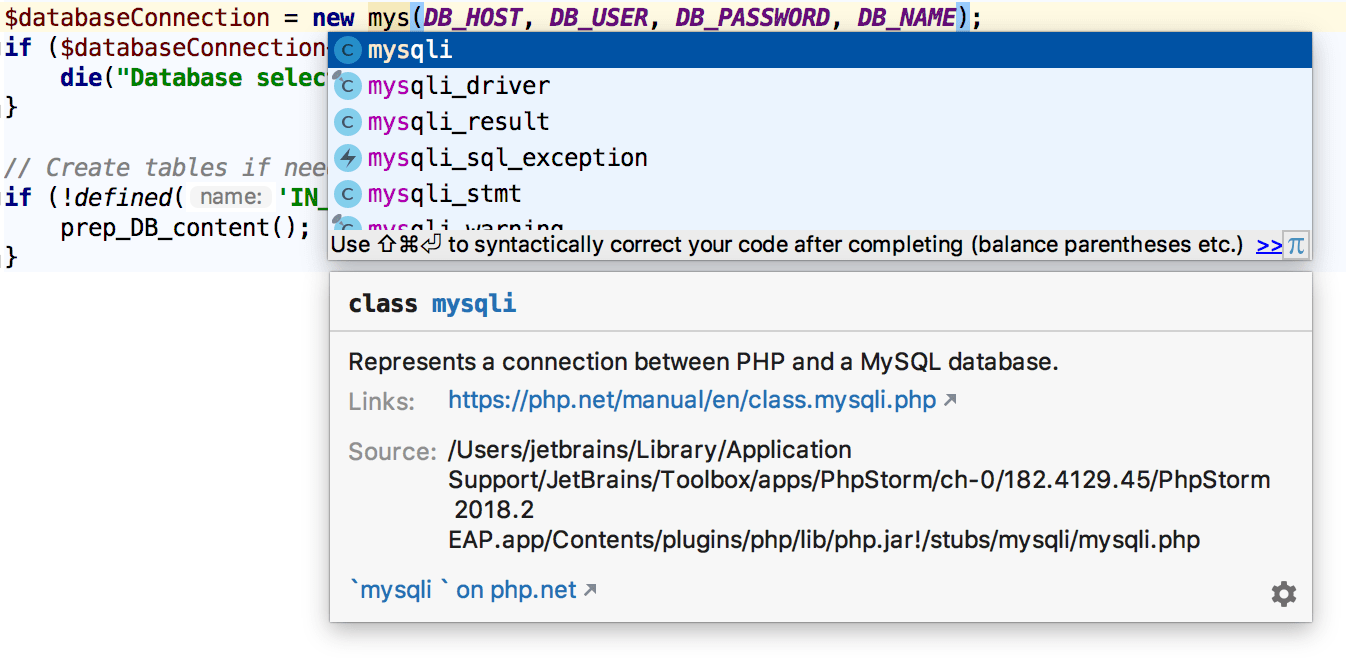 $databaseConnection = new mys(DB_HOST, DB_USER, DB_PASSWORD, DB_NAME);
if ($databaseConnection
die("Database selec
}
// Create tables if nee
if (!defined( name: 'IN_
prep_DB_content();
}
C mysqli
C mysqli_driver
C mysqli_result
mysqli_sql_exception
C mysqli_stmt
C mysqli_warning
Use ⇧⌘⏎ to syntactically correct your code after completing (balance parentheses etc.) >> π
class mysqli
Represents a connection between PHP and a MySQL database.
Links: https://php.net/manual/en/class.mysqli.php
Source: /Users/jetbrains/Library/Application
Support/JetBrains/Toolbox/apps/PhpStorm/ch-0/182.4129.45/PhpStorm
2018.2
EAP.app/Contents/plugins/php/lib/php.jar!/stubs/mysqli/mysqli.php
`mysqli ` on php.net